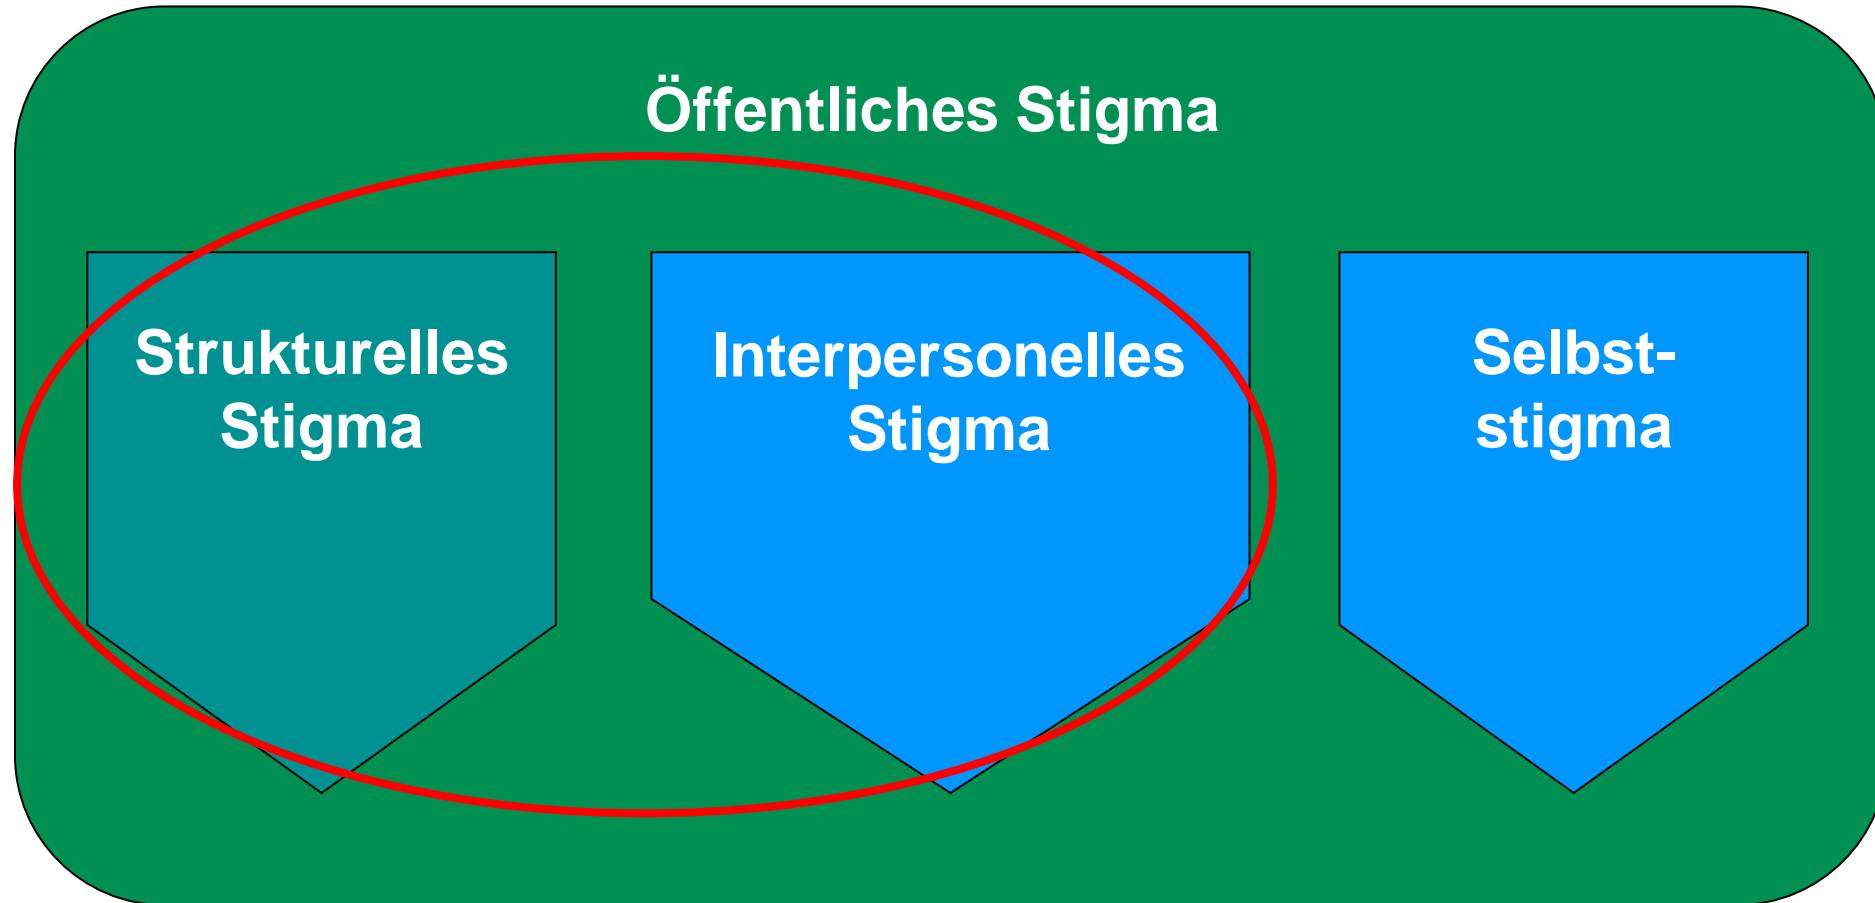 Öffentliches Stigma
Strukturelles
Stigma
Interpersonelles
Stigma
Selbst-
stigma